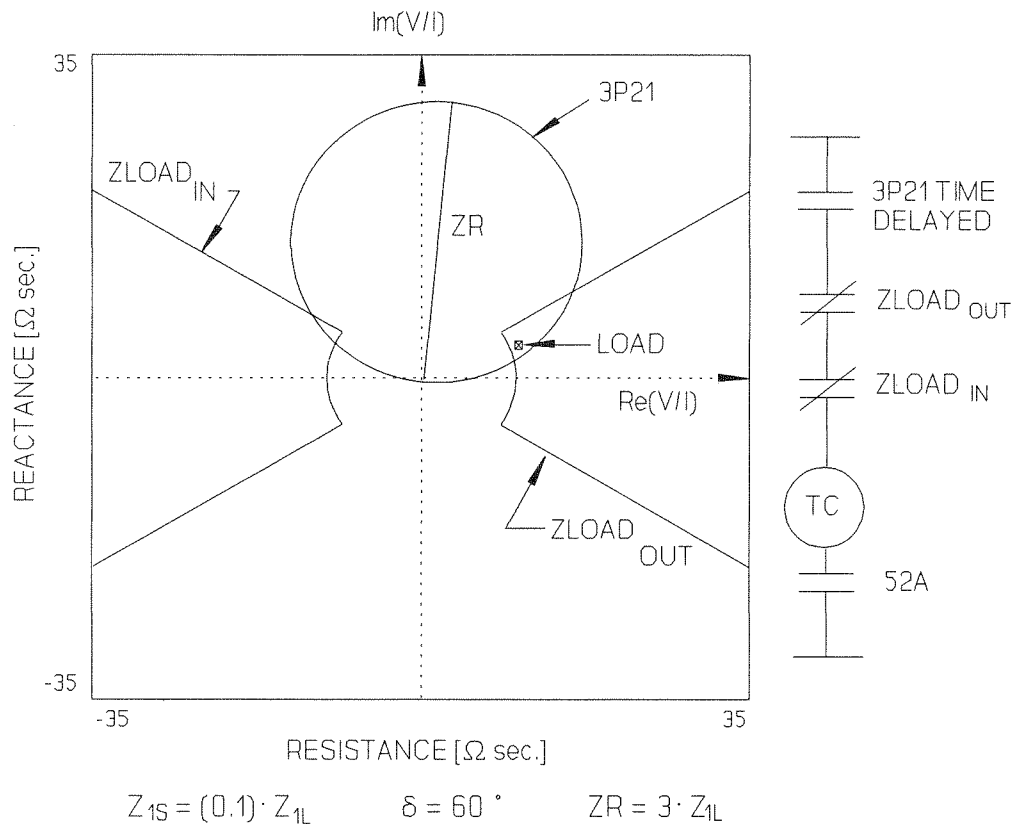 Im(V/I)
35
3P21
ZLOAD IN
ZR
3P21 TIME
DELAYED
ZLOAD OUT
LOAD
REACTANCE [Ω sec.]
Re(V/I)
ZLOAD IN
TC
ZLOAD OUT
52A
-35
-35
35
RESISTANCE [Ω sec.]
Z1S = (0.1) · Z1L δ = 60 ° ZR = 3 · Z1L